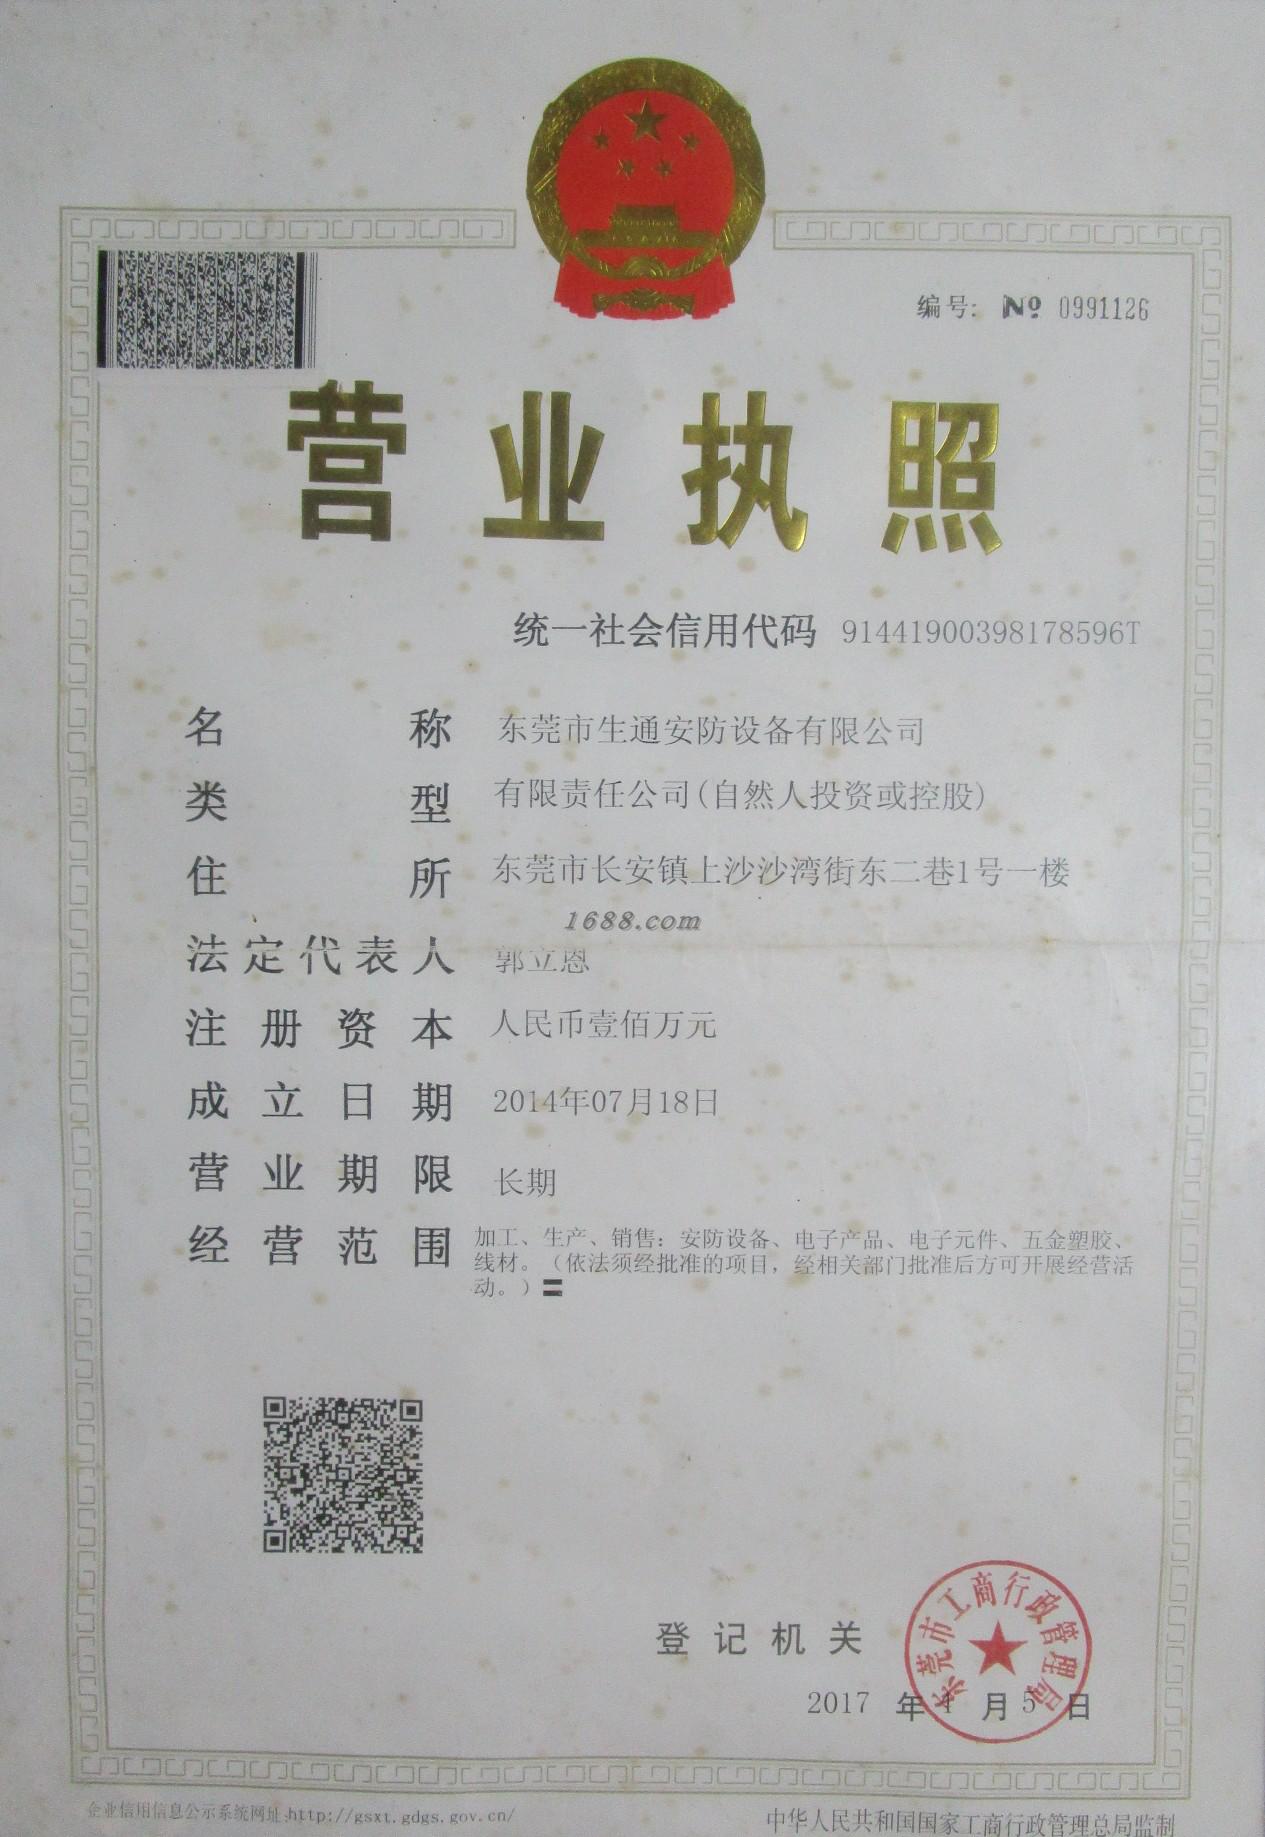 编号: № 0991126
营业执照
统一社会信用代码 91441900398178596T
名称 东莞市生通安防设备有限公司
类型 有限责任公司(自然人投资或控股)
住所 东莞市长安镇上沙沙湾街东二巷1号一楼
1688.com
法定代表人 郭立恩
注册资本 人民币壹佰万元
成立日期 2014年07月18日
营业期限 长期
经营范围 加工、生产、销售：安防设备、电子产品、电子元件、五金塑胶、
线材。（依法须经批准的项目，经相关部门批准后方可开展经营活
动。）
登记机关
东莞市工商行政管理局
2017 年 4 月 5 日
企业信用信息公示系统网址:http://gsxt.gdgs.gov.cn/
中华人民共和国国家工商行政管理总局监制